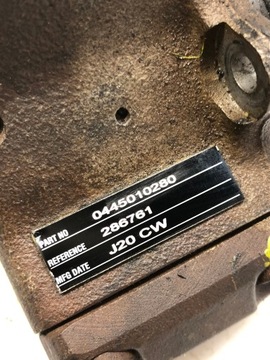 PART NO 0445010280
REFERENCE 286761
MFG DATE J20 CW